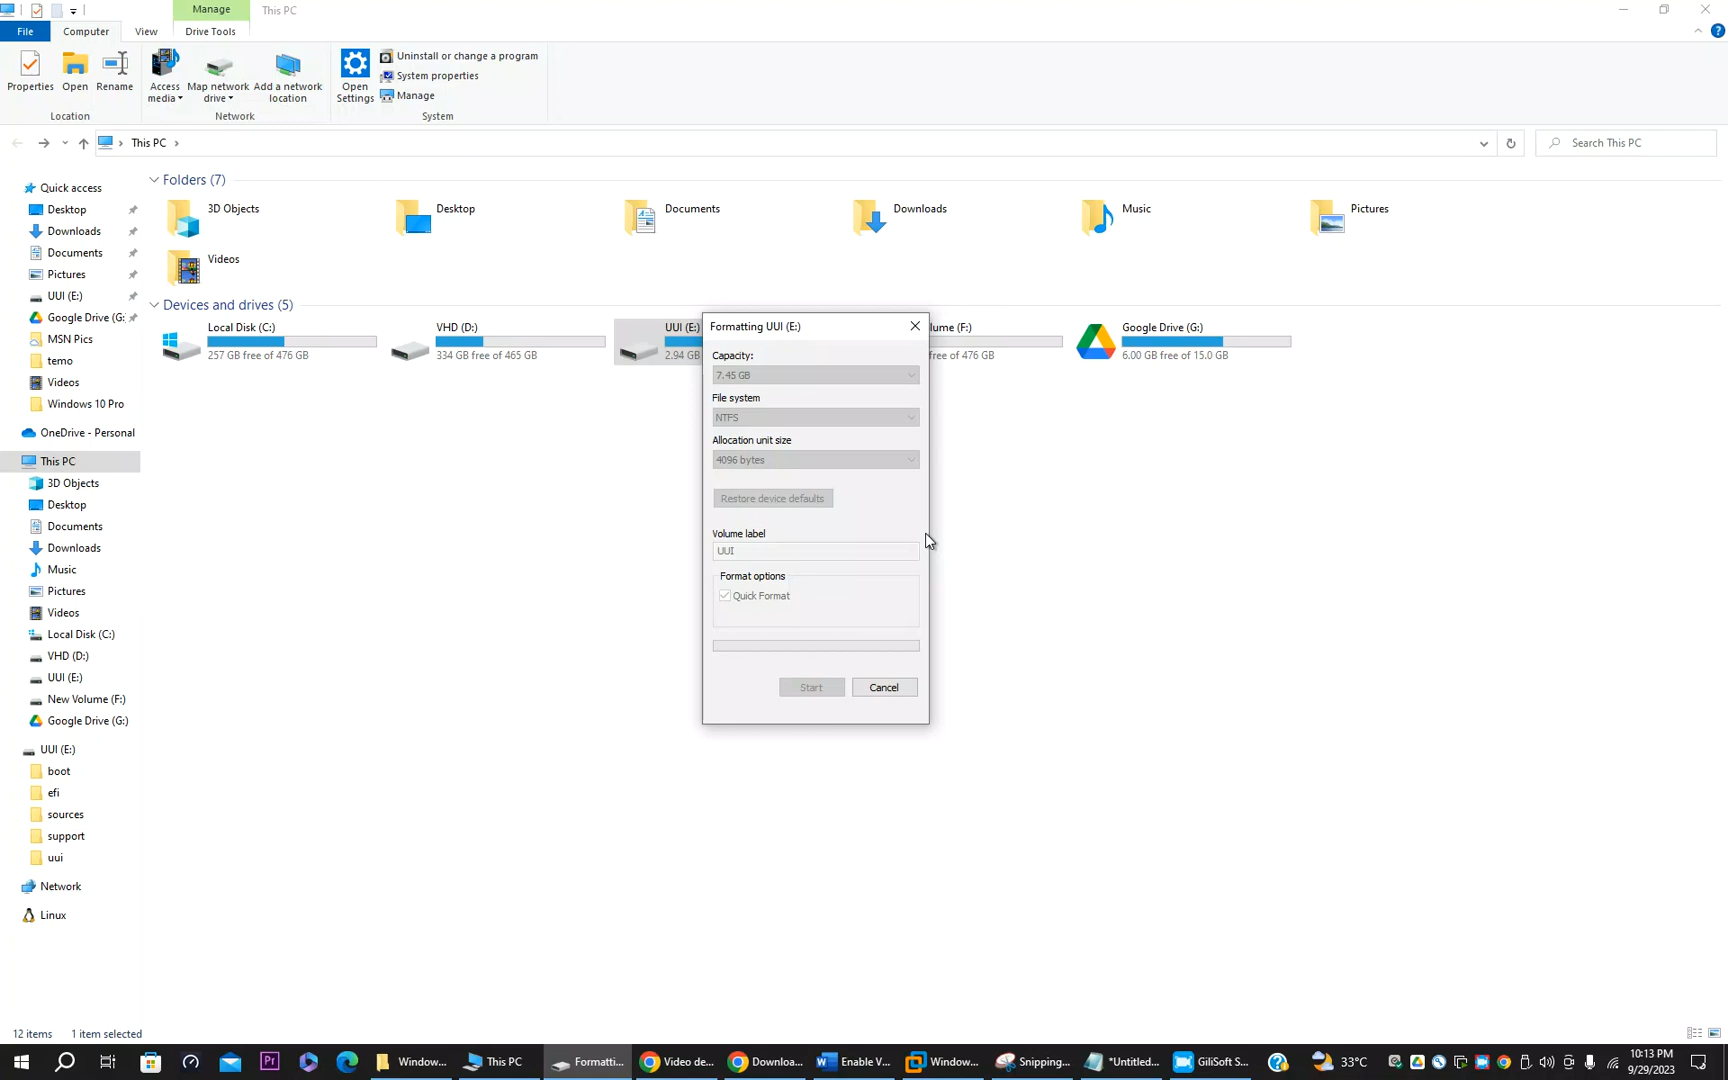 Manage
This PC
File
Computer
View
Drive Tools
Properties
Open
Rename
Access media
Map network drive
Add a network location
Open Settings
Uninstall or change a program
System properties
Manage
Location
Network
System
This PC
Search This PC
Quick access
Desktop
Downloads
Documents
Pictures
UUI (E:)
Google Drive (G:
MSN Pics
temo
Videos
Windows 10 Pro
OneDrive - Personal
This PC
3D Objects
Desktop
Documents
Downloads
Music
Pictures
Videos
Local Disk (C:)
VHD (D:)
UUI (E:)
New Volume (F:)
Google Drive (G:)
UUI (E:)
boot
efi
sources
support
uui
Network
Linux
Folders (7)
3D Objects
Desktop
Documents
Downloads
Music
Pictures
Videos
Devices and drives (5)
Local Disk (C:)
257 GB free of 476 GB
VHD (D:)
334 GB free of 465 GB
UUI (E:)
2.94 GB
lume (F:)
free of 476 GB
Google Drive (G:)
6.00 GB free of 15.0 GB
Formatting UUI (E:)
Capacity:
7.45 GB
File system
NTFS
Allocation unit size
4096 bytes
Restore device defaults
Volume label
UUI
Format options
Quick Format
Start
Cancel
12 items
1 item selected
Pr
Window...
This PC
Formatti...
Video de...
Downloa...
Enable V...
Window...
Snipping...
*Untitled...
GiliSoft S...
33°C
10:13 PM
9/29/2023